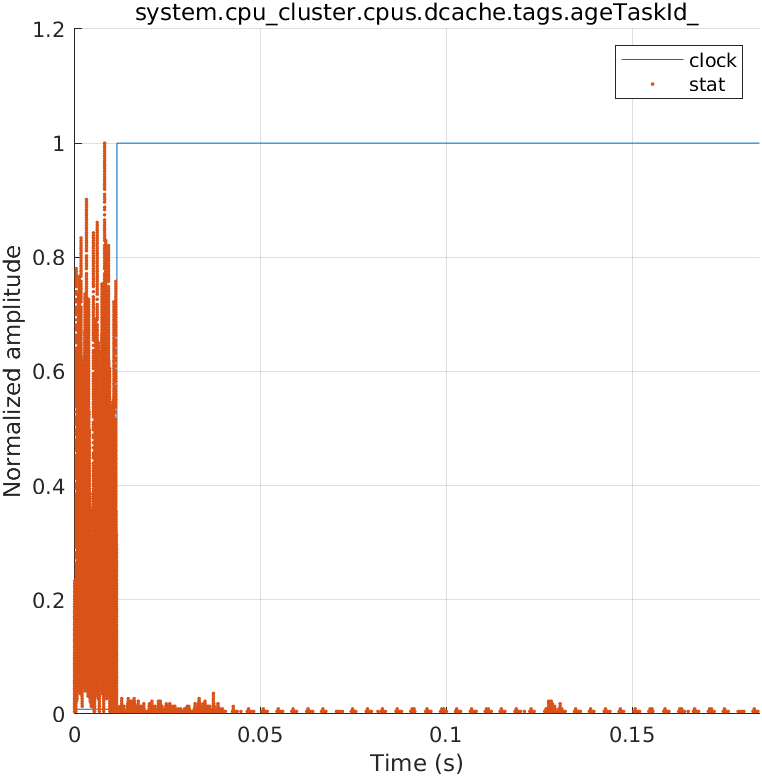 system.cpu_cluster.cpus.dcache.tags.ageTaskId_
1.2
clock
stat
1
0.8
0.6
0.4
0.2
0
Normalized amplitude
0
0.05
0.1
0.15
Time (s)